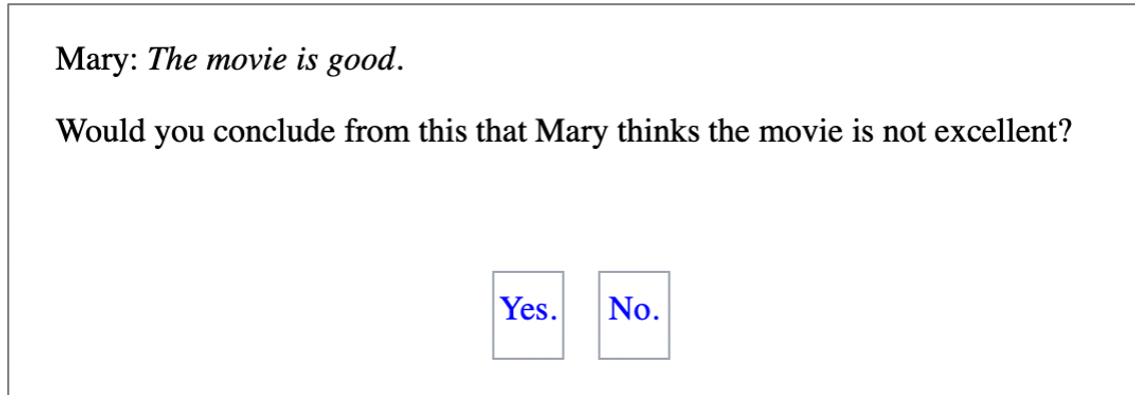 Mary: The movie is good.
Would you conclude from this that Mary thinks the movie is not excellent?
Yes. No.